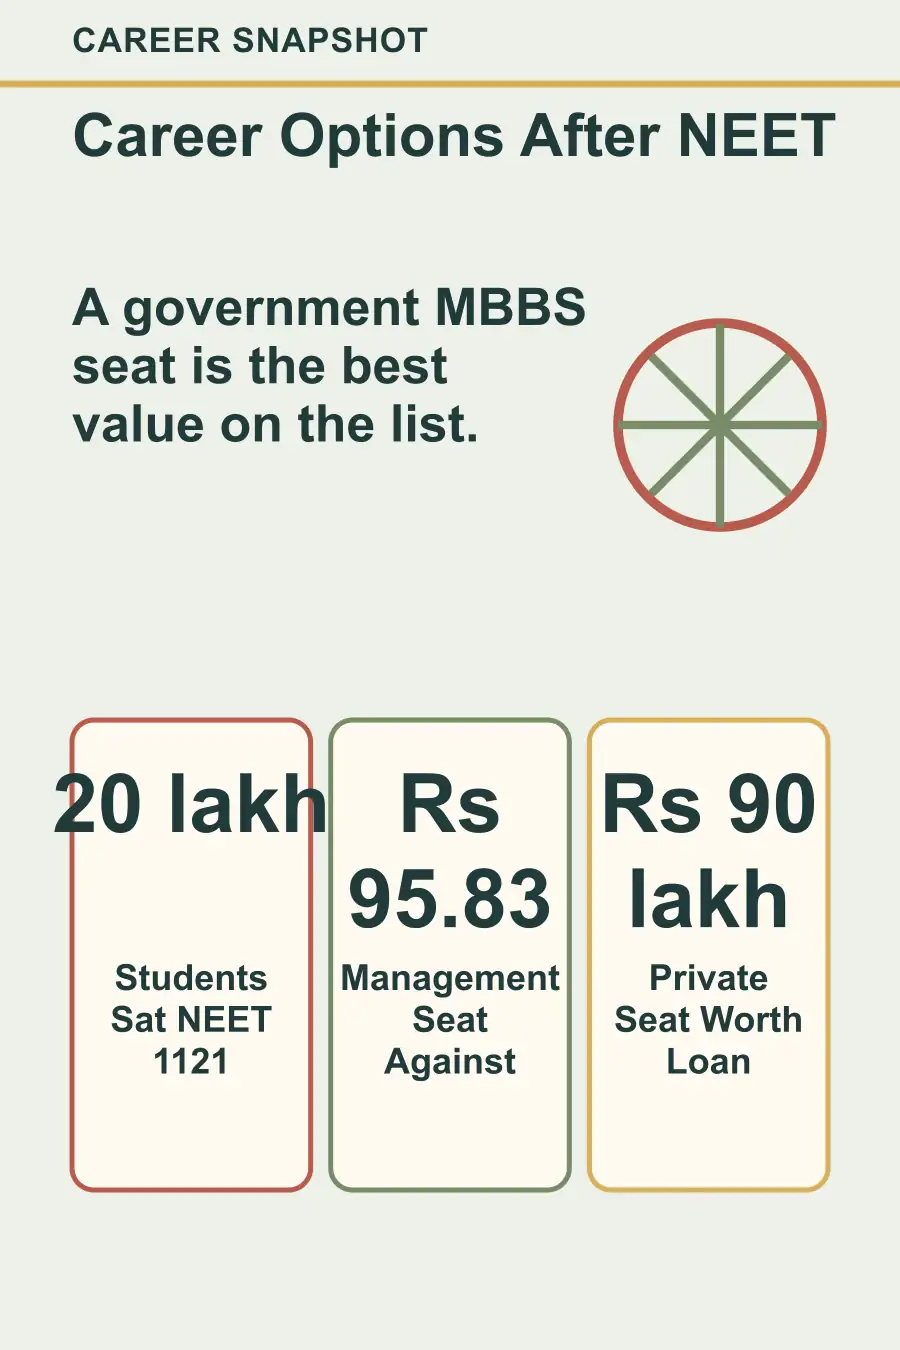 CAREER SNAPSHOT
Career Options After NEET
A government MBBS
seat is the best
value on the list.
20 lakh
Students
Sat NEET
1121
Rs
95.83
Management
Seat
Against
Rs 90
lakh
Private
Seat Worth
Loan